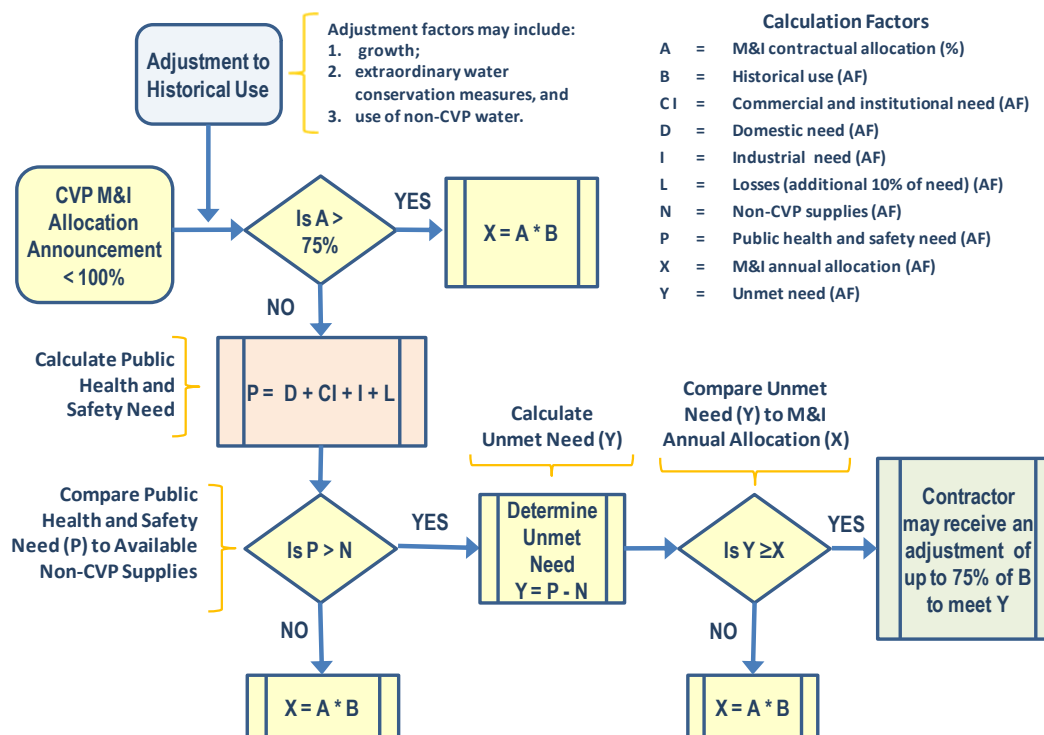 Adjustment to
Historical Use
Adjustment factors may include:
1. growth;
2. extraordinary water
conservation measures, and
3. use of non-CVP water.
Calculation Factors
A = M&I contractual allocation (%)
B = Historical use (AF)
CI = Commercial and institutional need (AF)
D = Domestic need (AF)
I = Industrial need (AF)
L = Losses (additional 10% of need) (AF)
N = Non-CVP supplies (AF)
P = Public health and safety need (AF)
X = M&I annual allocation (AF)
Y = Unmet need (AF)
CVP M&I
Allocation
Announcement
< 100%
Is A >
75%
YES
X = A * B
NO
Calculate Public
Health and
Safety Need
P = D + CI + I + L
Compare Public
Health and Safety
Need (P) to Available
Non-CVP Supplies
Is P > N
YES
NO
X = A * B
Calculate
Unmet Need (Y)
Determine
Unmet
Need
Y = P - N
Compare Unmet
Need (Y) to M&I
Annual Allocation (X)
Is Y ≥X
YES
NO
X = A * B
Contractor
may receive an
adjustment of
up to 75% of B
to meet Y